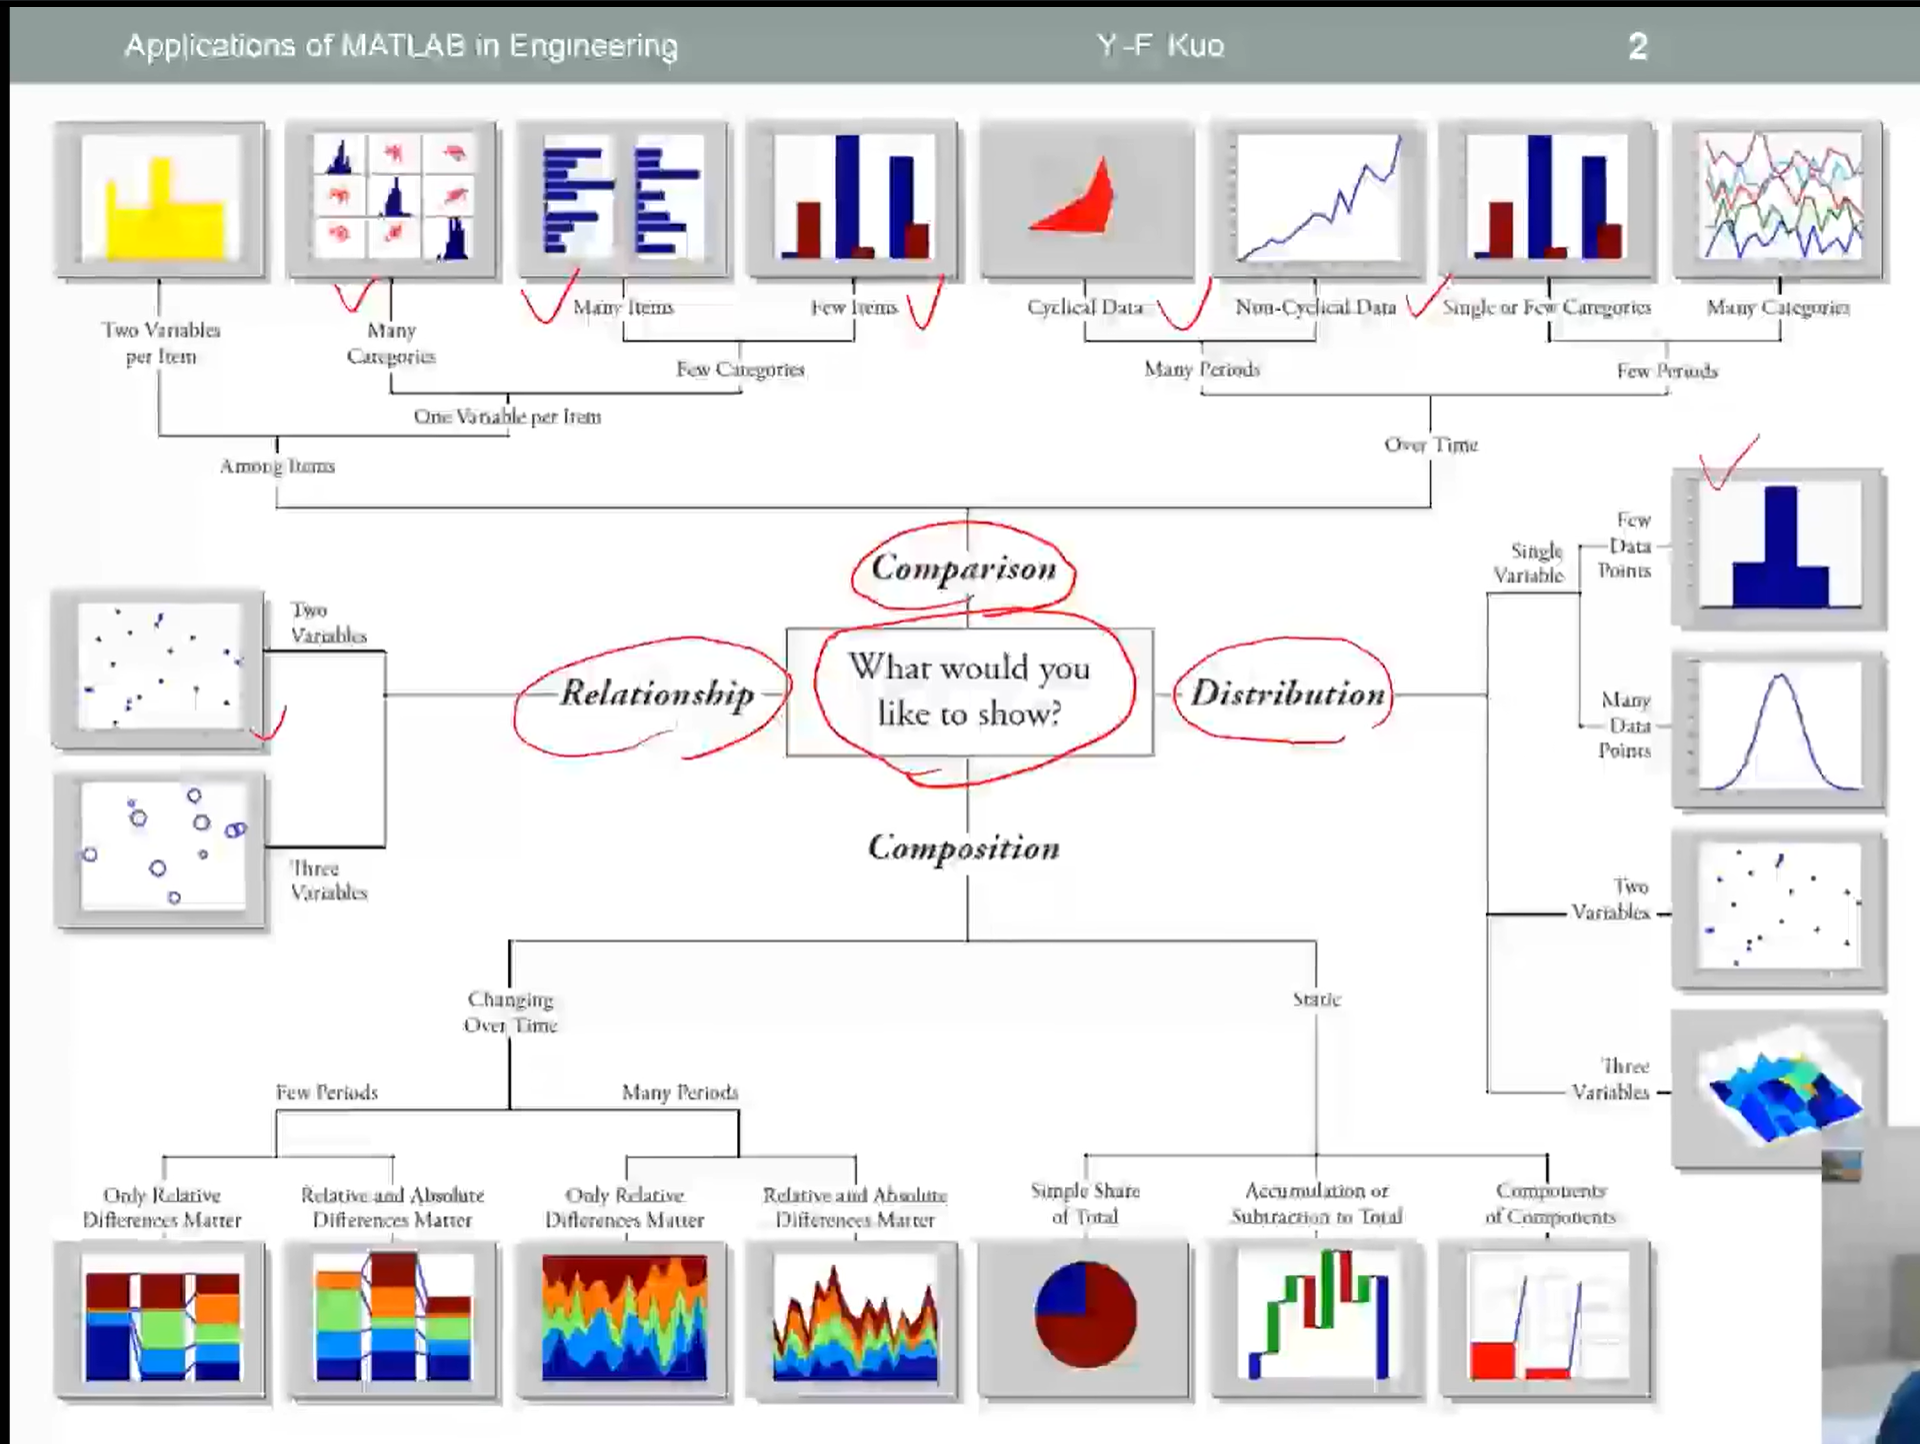 Applications of MATLAB in Engineering
Y-F Kuo
2
Two Variables
per Item
Many
Categories
Many Items
Few Items
Few Categories
One Variable per Item
Among Items
Cyclical Data
Non-Cyclical Data
Many Periods
Single or Few Categories
Many Categories
Few Periods
Over Time
Comparison
What would you
like to show?
Relationship
Two
Variables
Three
Variables
Distribution
Single
Variable
Few
Data
Points
Many
Data
Points
Two
Variables
Three
Variables
Composition
Changing
Over Time
Static
Few Periods
Many Periods
Only Relative
Differences Matter
Relative and Absolute
Differences Matter
Only Relative
Differences Matter
Relative and Absolute
Differences Matter
Simple Share
of Total
Accumulation or
Subtraction to Total
Components
of Components